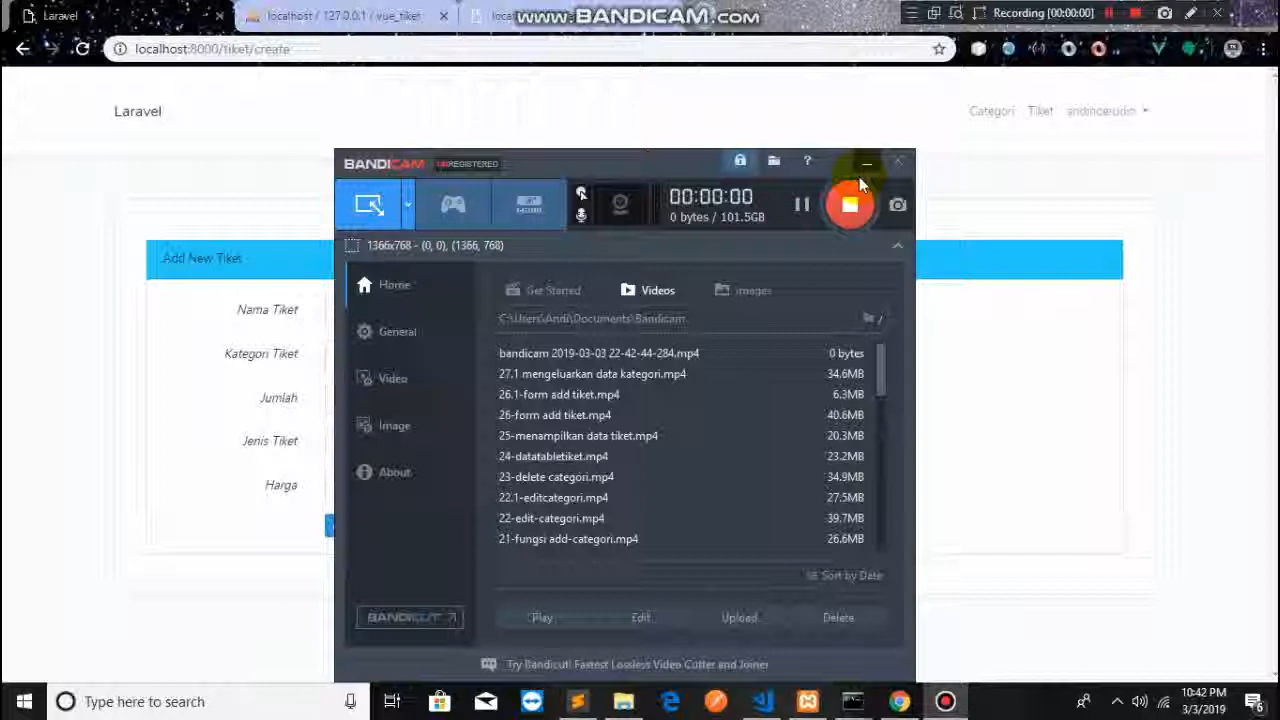 Laravel
localhost / 127.0.0.1 / vue_tiket
www.BANDICAM.com
Recording [00:00:00]
localhost:8000/tiket/create
Laravel
Categori Tiket
BANDICAM UNREGISTERED
00:00:00
0 bytes / 101.5GB
1366x768 - (0, 0), (1366, 768)
Add New Tiket
Nama Tiket
Kategori Tiket
Jumlah
Jenis Tiket
Harga
Home
General
Video
Image
About
BANDICUT
Get Started Videos Images
C:\Users\Andi\Documents\Bandicam
bandicam 2019-03-03 22-42-44-284.mp4 0 bytes
27.1 mengeluarkan data kategori.mp4 34.6MB
26.1-form add tiket.mp4 6.3MB
26-form add tiket.mp4 40.6MB
25-menampilkan data tiket.mp4 20.3MB
24-datatabletiket.mp4 23.2MB
23-delete categori.mp4 34.9MB
22.1-editcategori.mp4 27.5MB
22-edit-categori.mp4 39.7MB
21-fungsi add-categori.mp4 26.6MB
Sort by Date
Play Edit Upload Delete
Try Bandicut! Fastest Lossless Video Cutter and Joiner
Type here to search
10:42 PM
3/3/2019
6